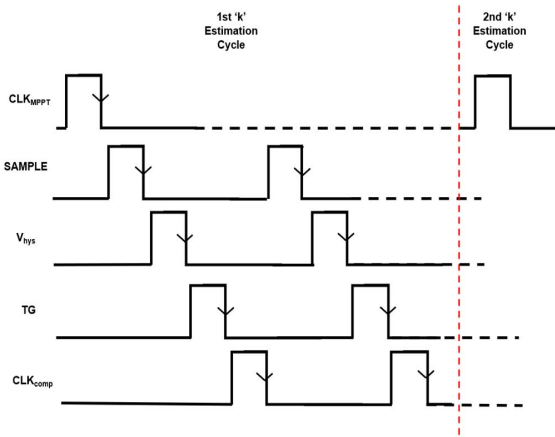 1st ‘k’
Estimation
Cycle
2nd ‘k’
Estimation
Cycle
CLKMPPT
SAMPLE
Vhys
TG
CLKcomp